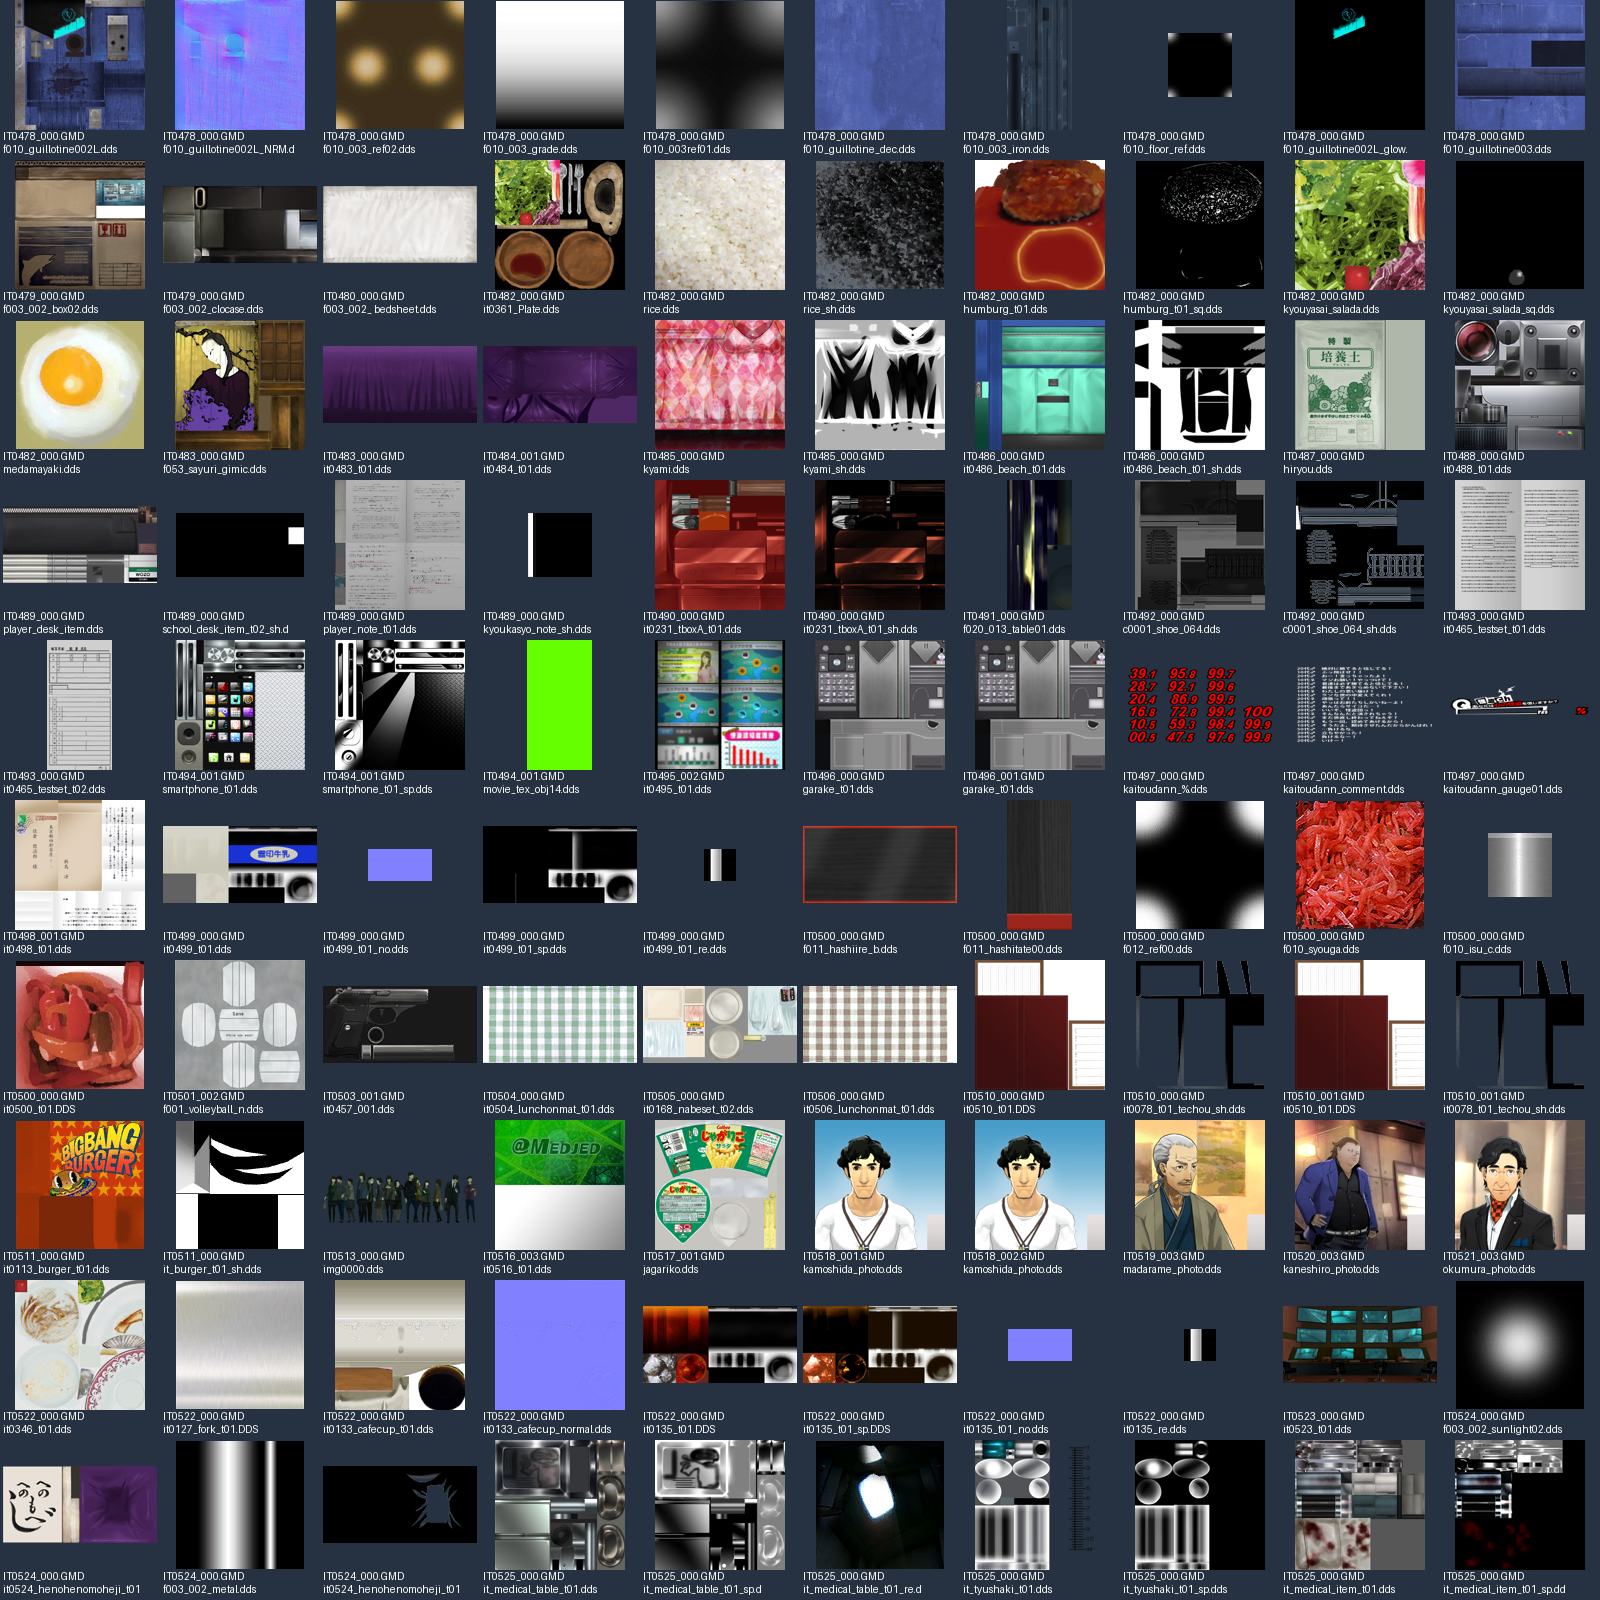 IT0478_000.GMD
f010_guillotine002L.dds
IT0478_000.GMD
f010_guillotine002L_NRM.d
IT0478_000.GMD
f010_003_ref02.dds
IT0478_000.GMD
f010_003_grade.dds
IT0478_000.GMD
f010_003ref01.dds
IT0478_000.GMD
f010_guillotine_dec.dds
IT0478_000.GMD
f010_003_iron.dds
IT0478_000.GMD
f010_floor_ref.dds
IT0478_000.GMD
f010_guillotine002L_glow.
IT0478_000.GMD
f010_guillotine003.dds
IT0479_000.GMD
f003_002_box02.dds
IT0479_000.GMD
f003_002_clocase.dds
IT0480_000.GMD
f003_002_ bedsheet.dds
IT0482_000.GMD
it0361_Plate.dds
IT0482_000.GMD
rice.dds
IT0482_000.GMD
rice_sh.dds
IT0482_000.GMD
humburg_t01.dds
IT0482_000.GMD
humburg_t01_sq.dds
IT0482_000.GMD
kyouyasai_salada.dds
IT0482_000.GMD
kyouyasai_salada_sq.dds
特製
培養土
IT0482_000.GMD
medamayaki.dds
IT0483_000.GMD
f053_sayuri_gimic.dds
IT0483_000.GMD
it0483_t01.dds
IT0484_001.GMD
it0484_t01.dds
IT0485_000.GMD
kyami.dds
IT0485_000.GMD
kyami_sh.dds
IT0486_000.GMD
it0486_beach_t01.dds
IT0486_000.GMD
it0486_beach_t01_sh.dds
IT0487_000.GMD
hiryou.dds
IT0488_000.GMD
it0488_t01.dds
WOZO
IT0489_000.GMD
player_desk_item.dds
IT0489_000.GMD
school_desk_item_t02_sh.d
IT0489_000.GMD
player_note_t01.dds
IT0489_000.GMD
kyoukasyo_note_sh.dds
IT0490_000.GMD
it0231_tboxA_t01.dds
IT0490_000.GMD
it0231_tboxA_t01_sh.dds
IT0491_000.GMD
f020_013_table01.dds
IT0492_000.GMD
c0001_shoe_064.dds
IT0492_000.GMD
c0001_shoe_064_sh.dds
IT0493_000.GMD
it0465_testset_t01.dds
39.1 95.8 99.7
28.7 92.1 99.6
20.4 86.9 99.5
16.8 72.8 99.4 100
10.5 59.3 98.4 99.9
00.5 47.5 97.6 99.8
IT0493_000.GMD
it0465_testset_t02.dds
IT0494_001.GMD
smartphone_t01.dds
IT0494_001.GMD
smartphone_t01_sp.dds
IT0494_001.GMD
movie_tex_obj14.dds
IT0495_002.GMD
it0495_t01.dds
IT0496_000.GMD
garake_t01.dds
IT0496_001.GMD
garake_t01.dds
IT0497_000.GMD
kaitoudann_%.dds
IT0497_000.GMD
kaitoudann_comment.dds
IT0497_000.GMD
kaitoudann_gauge01.dds
雪印牛乳
IT0498_001.GMD
it0498_t01.dds
IT0499_000.GMD
it0499_t01.dds
IT0499_000.GMD
it0499_t01_no.dds
IT0499_000.GMD
it0499_t01_sp.dds
IT0499_000.GMD
it0499_t01_re.dds
IT0500_000.GMD
f011_hashiire_b.dds
IT0500_000.GMD
f011_hashitate00.dds
IT0500_000.GMD
f012_ref00.dds
IT0500_000.GMD
f010_syouga.dds
IT0500_000.GMD
f010_isu_c.dds
IT0500_000.GMD
it0500_t01.DDS
IT0501_002.GMD
f001_volleyball_n.dds
IT0503_001.GMD
it0457_001.dds
IT0504_000.GMD
it0504_lunchonmat_t01.dds
IT0505_000.GMD
it0168_nabeset_t02.dds
IT0506_000.GMD
it0506_lunchonmat_t01.dds
IT0510_000.GMD
it0510_t01.DDS
IT0510_000.GMD
it0078_t01_techou_sh.dds
IT0510_001.GMD
it0510_t01.DDS
IT0510_001.GMD
it0078_t01_techou_sh.dds
BIGBANG
BURGER
@MEDJED
Calbee
じゃがりこ
サラダ
IT0511_000.GMD
it0113_burger_t01.dds
IT0511_000.GMD
it_burger_t01_sh.dds
IT0513_000.GMD
img0000.dds
IT0516_003.GMD
it0516_t01.dds
IT0517_001.GMD
jagariko.dds
IT0518_001.GMD
kamoshida_photo.dds
IT0518_002.GMD
kamoshida_photo.dds
IT0519_003.GMD
madarame_photo.dds
IT0520_003.GMD
kaneshiro_photo.dds
IT0521_003.GMD
okumura_photo.dds
IT0522_000.GMD
it0346_t01.dds
IT0522_000.GMD
it0127_fork_t01.DDS
IT0522_000.GMD
it0133_cafecup_t01.dds
IT0522_000.GMD
it0133_cafecup_normal.dds
IT0522_000.GMD
it0135_t01.DDS
IT0522_000.GMD
it0135_t01_sp.DDS
IT0522_000.GMD
it0135_t01_no.dds
IT0522_000.GMD
it0135_re.dds
IT0523_000.GMD
it0523_t01.dds
IT0524_000.GMD
f003_002_sunlight02.dds
IT0524_000.GMD
it0524_henohenomoheji_t01
IT0524_000.GMD
f003_002_metal.dds
IT0524_000.GMD
it0524_henohenomoheji_t01
IT0525_000.GMD
it_medical_table_t01.dds
IT0525_000.GMD
it_medical_table_t01_sp.d
IT0525_000.GMD
it_medical_table_t01_re.d
IT0525_000.GMD
it_tyushaki_t01.dds
IT0525_000.GMD
it_tyushaki_t01_sp.dds
IT0525_000.GMD
it_medical_item_t01.dds
IT0525_000.GMD
it_medical_item_t01_sp.dd